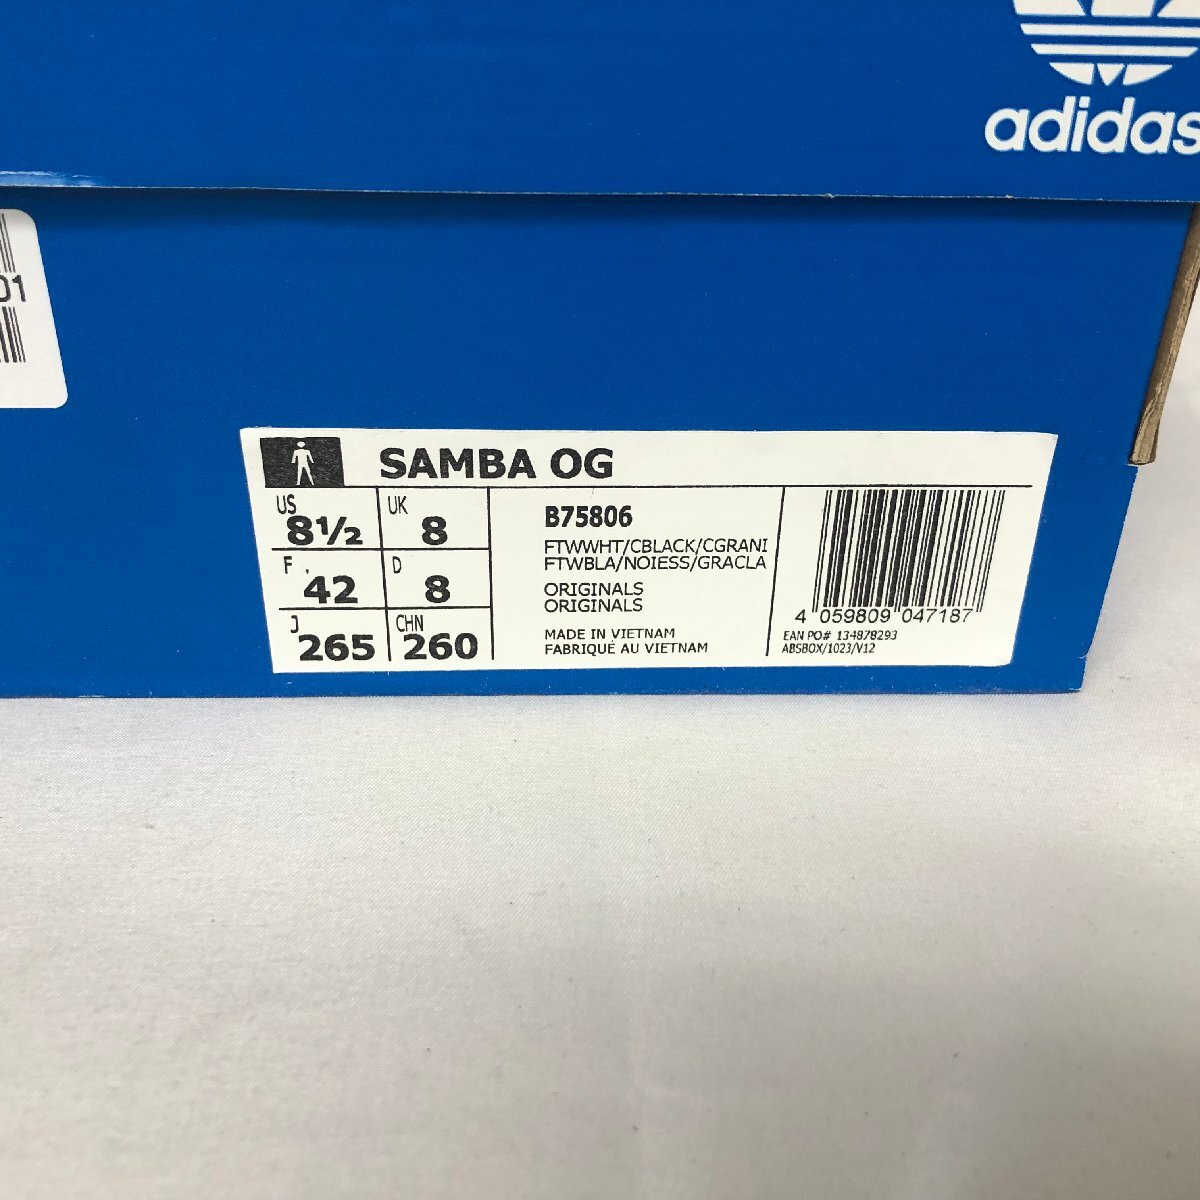 adidas
01
SAMBA OG
US 8½ UK 8
F. 42 D 8
J 265 CHN 260
B75806
FTWWHT/CBLACK/CGRANI
FTWBLA/NOIESS/GRACLA
ORIGINALS
ORIGINALS
MADE IN VIETNAM
FABRIQUÉ AU VIETNAM
4 059809 047187
EAN PO# 134878293
ABSBOX/1023/V12